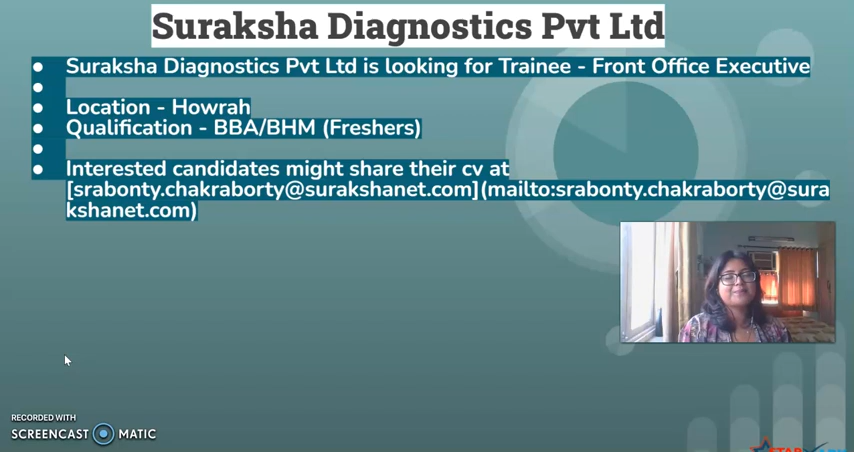 Suraksha Diagnostics Pvt Ltd
Suraksha Diagnostics Pvt Ltd is looking for Trainee - Front Office Executive
Location - Howrah
Qualification - BBA/BHM (Freshers)
Interested candidates might share their cv at
[srabonty.chakraborty@surakshanet.com](mailto:srabonty.chakraborty@sura
kshanet.com)
RECORDED WITH
SCREENCAST MATIC